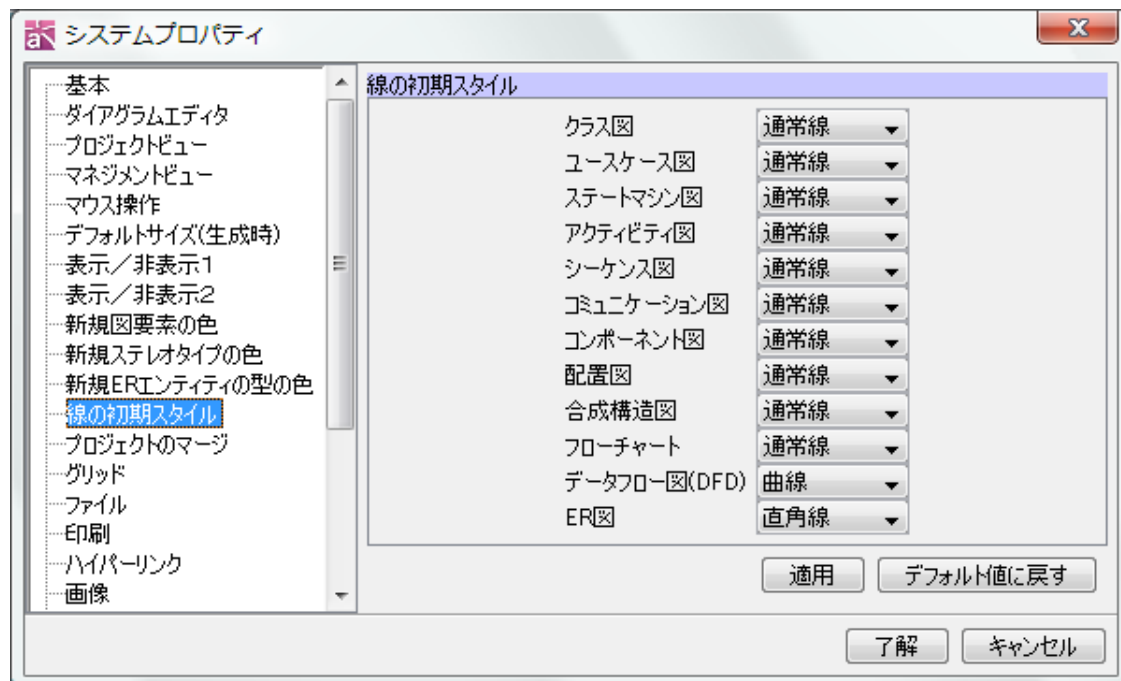 システムプロパティ
基本
ダイアグラムエディタ
プロジェクトビュー
マネジメントビュー
マウス操作
デフォルトサイズ(生成時)
表示／非表示1
表示／非表示2
新規図要素の色
新規ステレオタイプの色
新規ERエンティティの型の色
線の初期スタイル
プロジェクトのマージ
グリッド
ファイル
印刷
ハイパーリンク
画像
線の初期スタイル
クラス図 通常線
ユースケース図 通常線
ステートマシン図 通常線
アクティビティ図 通常線
シーケンス図 通常線
コミュニケーション図 通常線
コンポーネント図 通常線
配置図 通常線
合成構造図 通常線
フローチャート 通常線
データフロー図(DFD) 曲線
ER図 直角線
適用 デフォルト値に戻す
了解 キャンセル